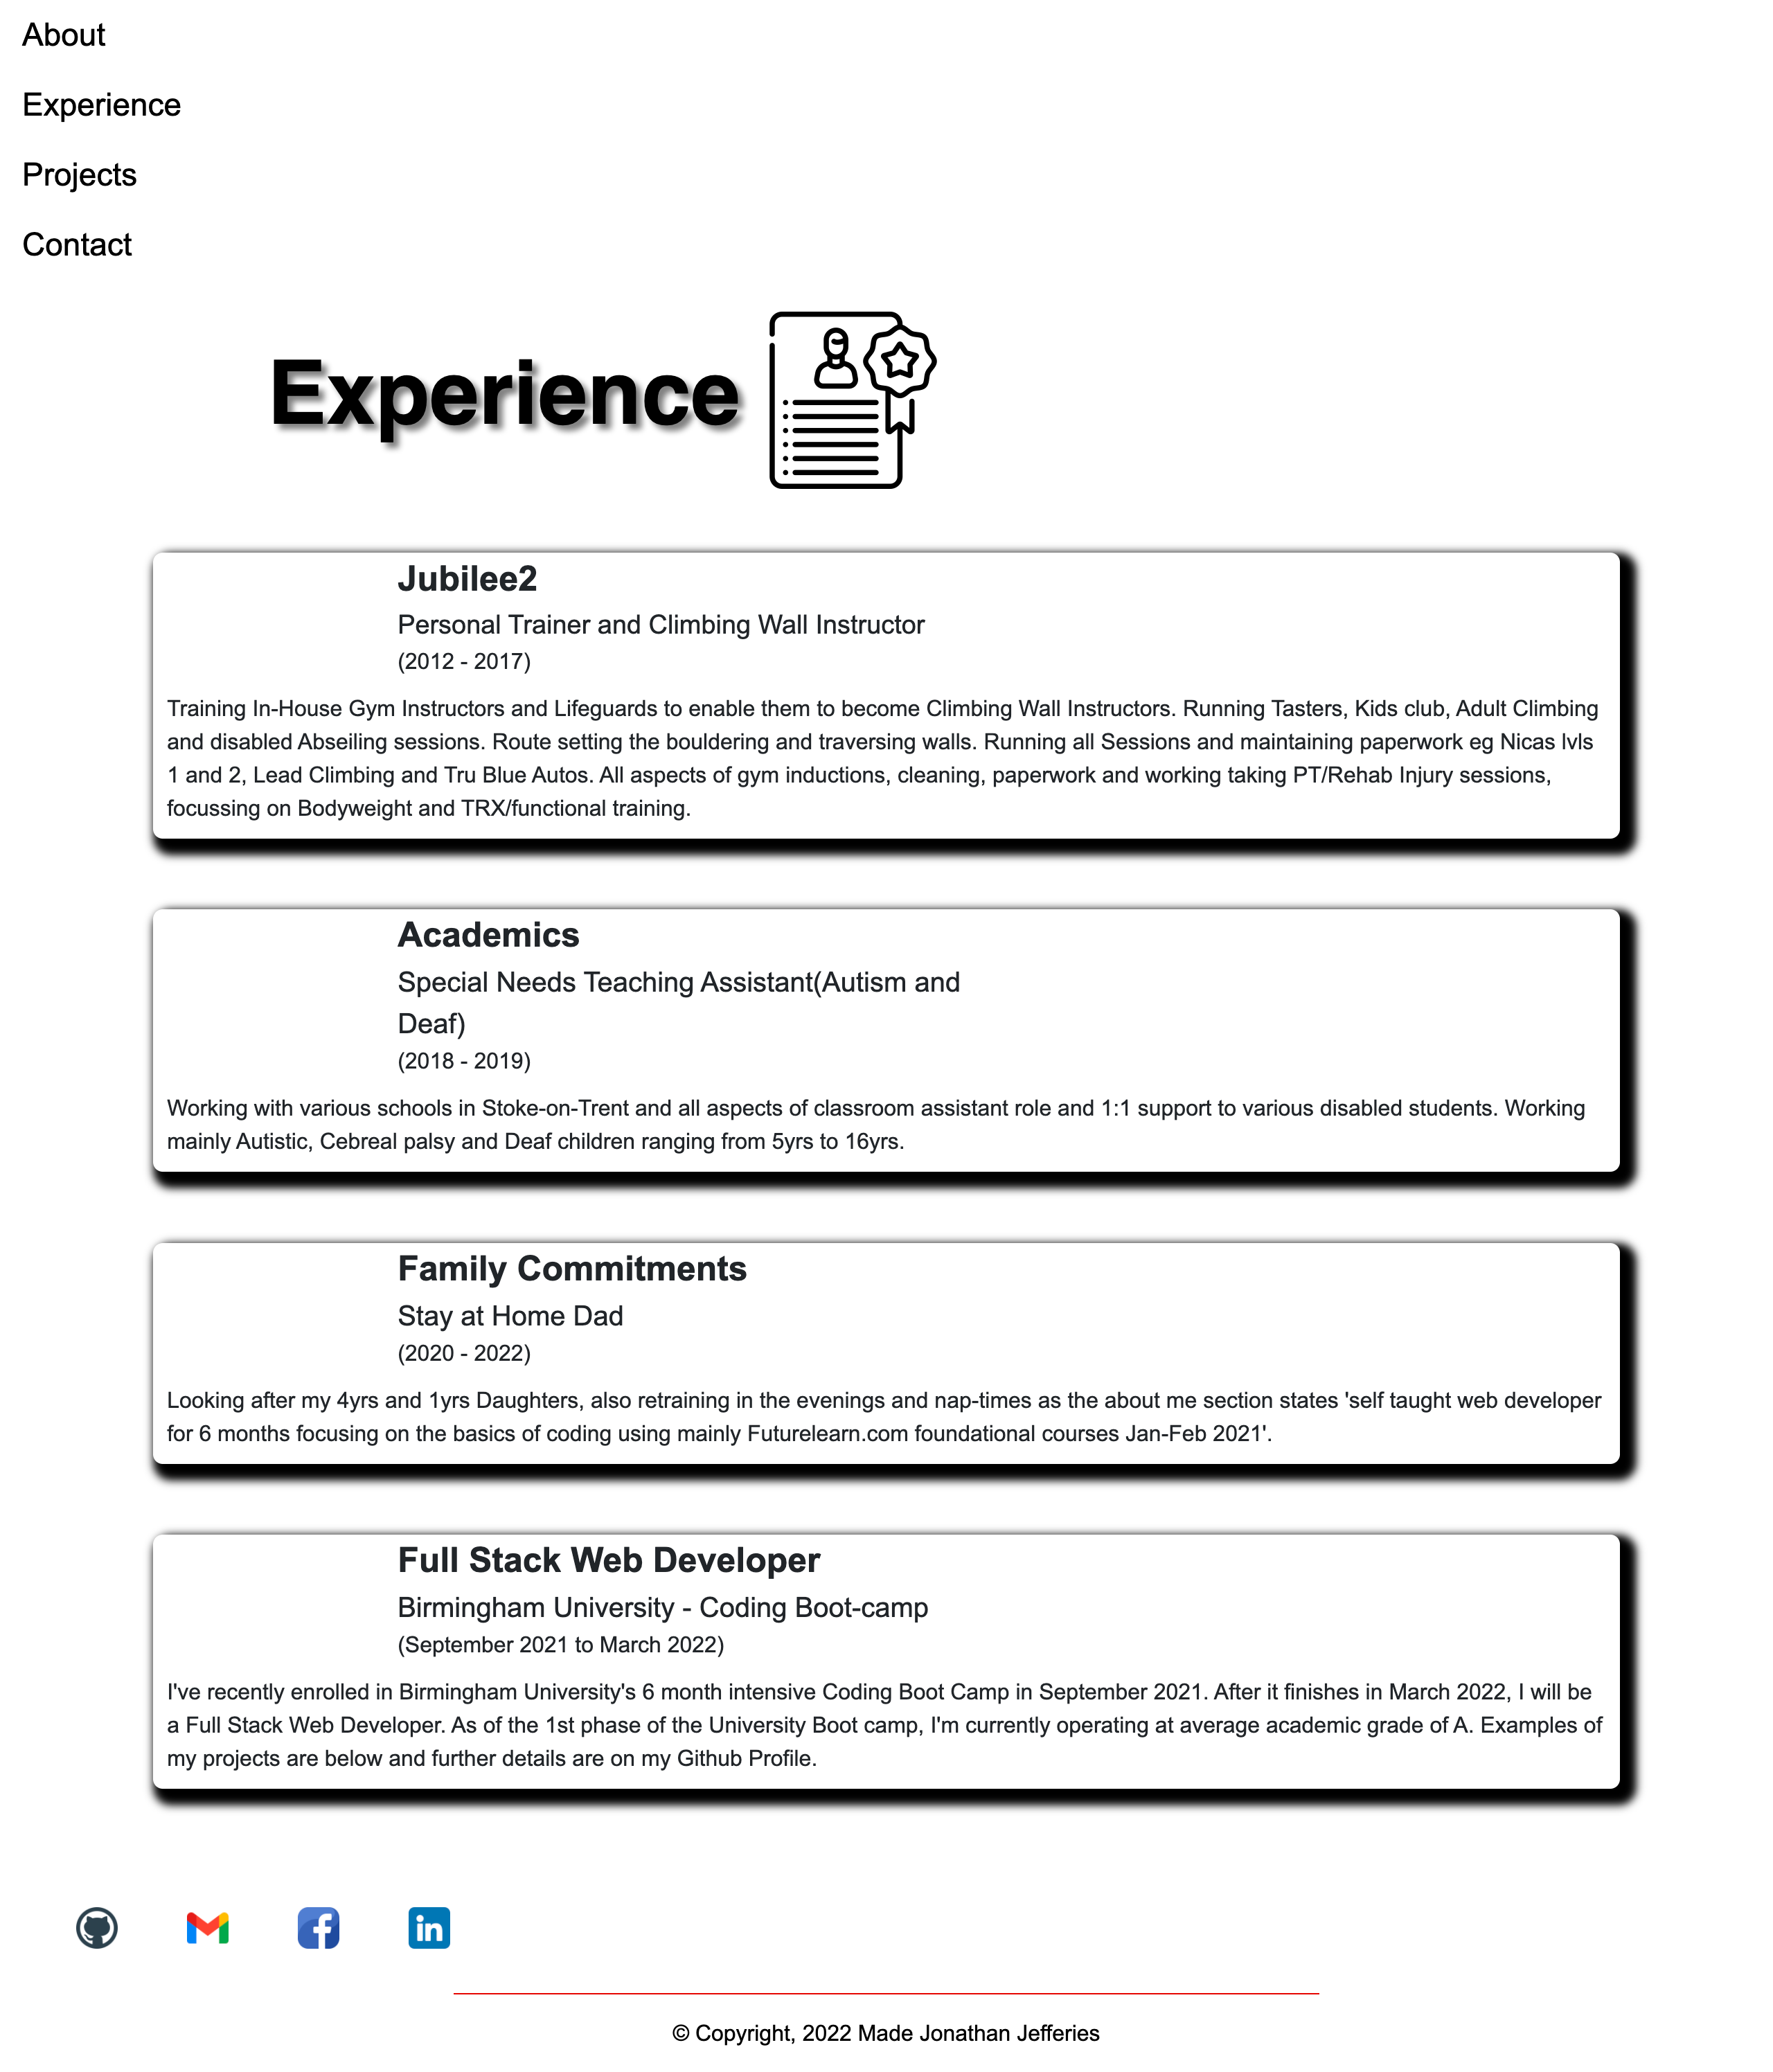 About
Experience
Projects
Contact
Experience
Jubilee2
Personal Trainer and Climbing Wall Instructor
(2012 - 2017)
Training In-House Gym Instructors and Lifeguards to enable them to become Climbing Wall Instructors. Running Tasters, Kids club, Adult Climbing
and disabled Abseiling sessions. Route setting the bouldering and traversing walls. Running all Sessions and maintaining paperwork eg Nicas lvls
1 and 2, Lead Climbing and Tru Blue Autos. All aspects of gym inductions, cleaning, paperwork and working taking PT/Rehab Injury sessions,
focussing on Bodyweight and TRX/functional training.
Academics
Special Needs Teaching Assistant(Autism and
Deaf)
(2018 - 2019)
Working with various schools in Stoke-on-Trent and all aspects of classroom assistant role and 1:1 support to various disabled students. Working
mainly Autistic, Cebreal palsy and Deaf children ranging from 5yrs to 16yrs.
Family Commitments
Stay at Home Dad
(2020 - 2022)
Looking after my 4yrs and 1yrs Daughters, also retraining in the evenings and nap-times as the about me section states 'self taught web developer
for 6 months focusing on the basics of coding using mainly Futurelearn.com foundational courses Jan-Feb 2021'.
Full Stack Web Developer
Birmingham University - Coding Boot-camp
(September 2021 to March 2022)
I've recently enrolled in Birmingham University's 6 month intensive Coding Boot Camp in September 2021. After it finishes in March 2022, I will be
a Full Stack Web Developer. As of the 1st phase of the University Boot camp, I'm currently operating at average academic grade of A. Examples of
my projects are below and further details are on my Github Profile.
in
© Copyright, 2022 Made Jonathan Jefferies